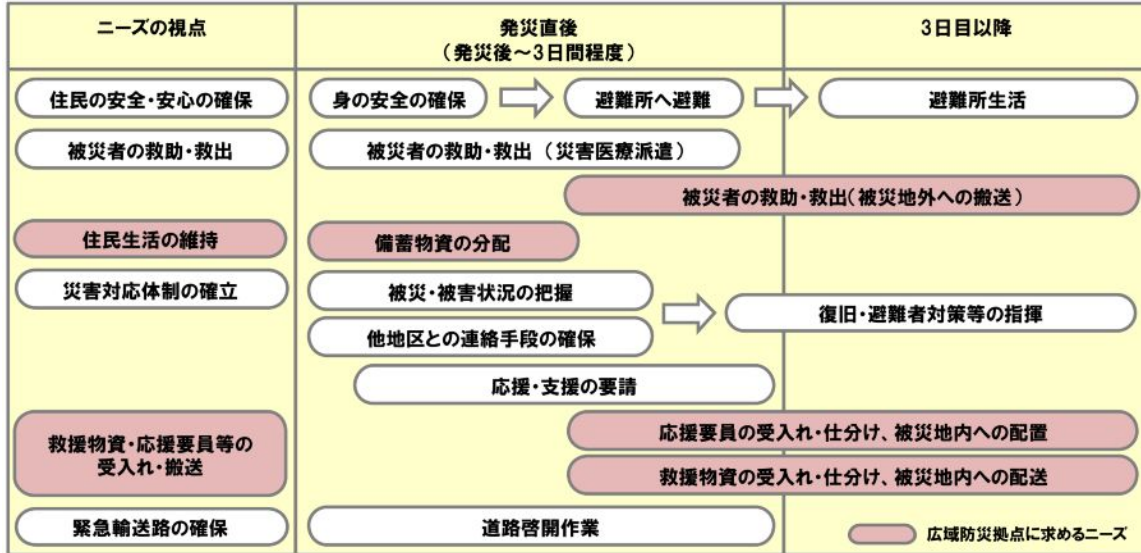 ニーズの視点
発災直後
（発災後～3日間程度）
3日目以降
住民の安全・安心の確保
身の安全の確保
避難所へ避難
避難所生活
被災者の救助・救出
被災者の救助・救出（災害医療派遣）
被災者の救助・救出（被災地外への搬送）
住民生活の維持
備蓄物資の分配
災害対応体制の確立
被災・被害状況の把握
他地区との連絡手段の確保
復旧・避難者対策等の指揮
応援・支援の要請
救援物資・応援要員等の
受入れ・搬送
応援要員の受入れ・仕分け、被災地内への配置
救援物資の受入れ・仕分け、被災地内への配送
緊急輸送路の確保
道路啓開作業
広域防災拠点に求めるニーズ